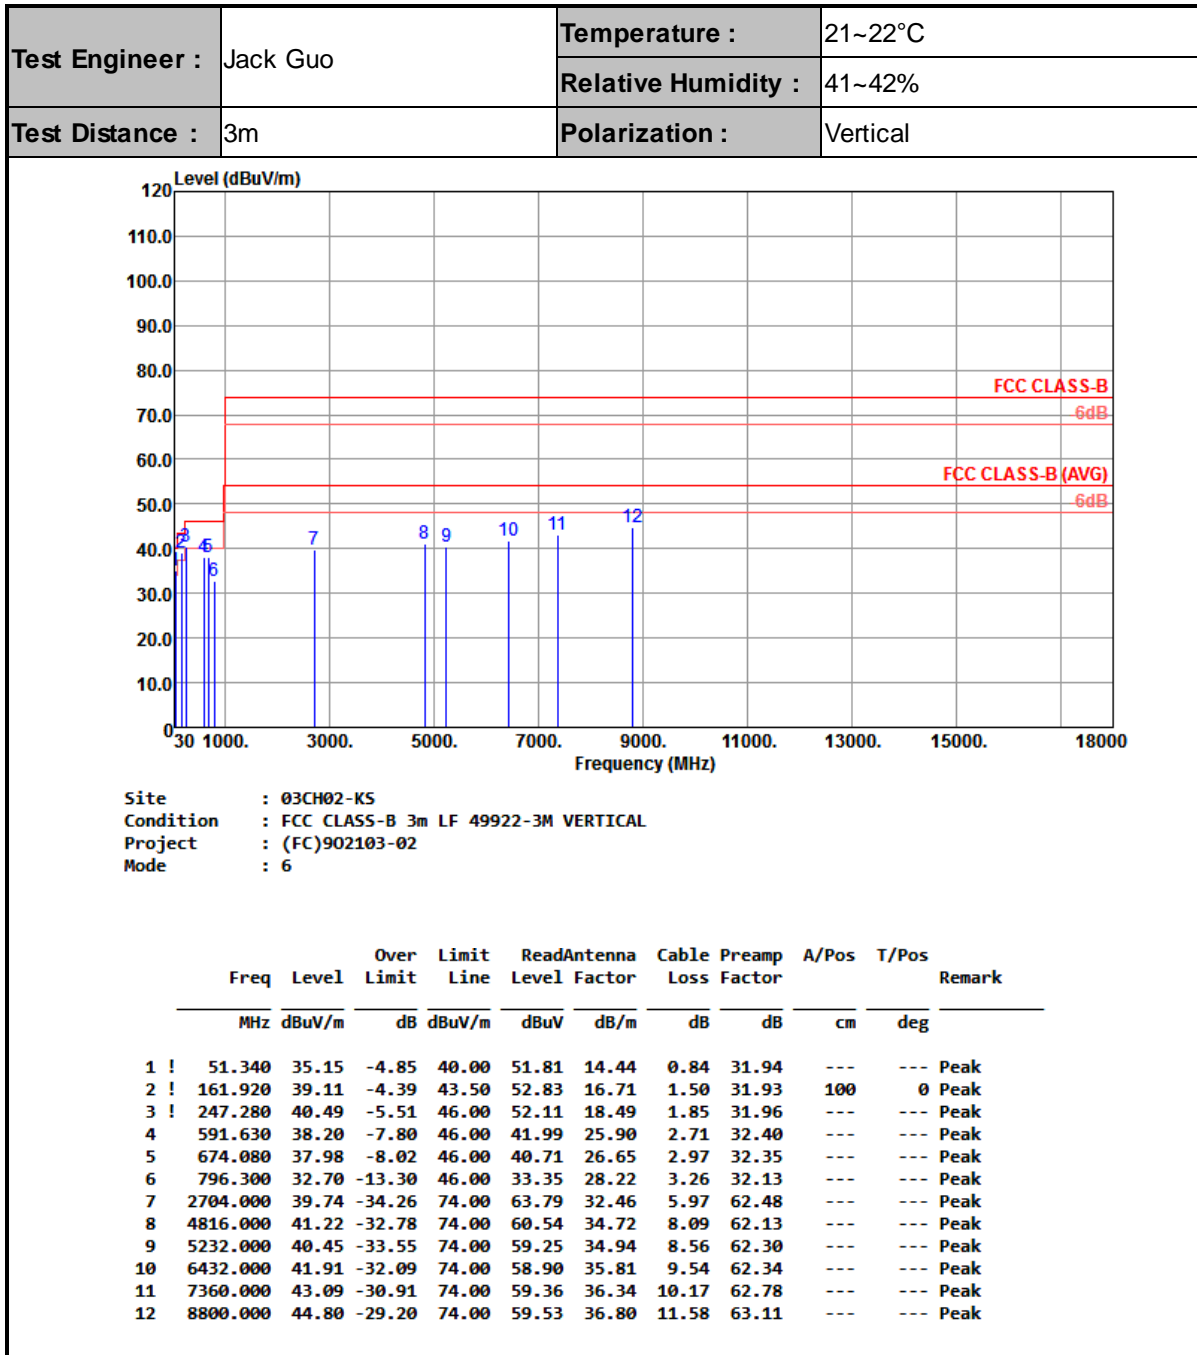 Test Engineer : Jack Guo Temperature : 21~22°C
Relative Humidity : 41~42%
Test Distance : 3m Polarization : Vertical
Level (dBuV/m)
120
110.0
100.0
90.0
80.0
FCC CLASS-B
70.0
6dB
60.0
FCC CLASS-B (AVG)
50.0
6dB
40.0
30.0
20.0
10.0
0
2 3 4 5 6 7 8 9 10 11 12
30 1000. 3000. 5000. 7000. 9000. 11000. 13000. 15000. 18000
Frequency (MHz)
Site : 03CH02-KS
Condition : FCC CLASS-B 3m LF 49922-3M VERTICAL
Project : (FC)9O2103-02
Mode : 6
Over Limit ReadAntenna Cable Preamp A/Pos T/Pos
Freq Level Limit Line Level Factor Loss Factor Remark
MHz dBuV/m dB dBuV/m dBuV dB/m dB dB cm deg
1 ! 51.340 35.15 -4.85 40.00 51.81 14.44 0.84 31.94 --- --- Peak
2 ! 161.920 39.11 -4.39 43.50 52.83 16.71 1.50 31.93 100 0 Peak
3 ! 247.280 40.49 -5.51 46.00 52.11 18.49 1.85 31.96 --- --- Peak
4 591.630 38.20 -7.80 46.00 41.99 25.90 2.71 32.40 --- --- Peak
5 674.080 37.98 -8.02 46.00 40.71 26.65 2.97 32.35 --- --- Peak
6 796.300 32.70 -13.30 46.00 33.35 28.22 3.26 32.13 --- --- Peak
7 2704.000 39.74 -34.26 74.00 63.79 32.46 5.97 62.48 --- --- Peak
8 4816.000 41.22 -32.78 74.00 60.54 34.72 8.09 62.13 --- --- Peak
9 5232.000 40.45 -33.55 74.00 59.25 34.94 8.56 62.30 --- --- Peak
10 6432.000 41.91 -32.09 74.00 58.90 35.81 9.54 62.34 --- --- Peak
11 7360.000 43.09 -30.91 74.00 59.36 36.34 10.17 62.78 --- --- Peak
12 8800.000 44.80 -29.20 74.00 59.53 36.80 11.58 63.11 --- --- Peak